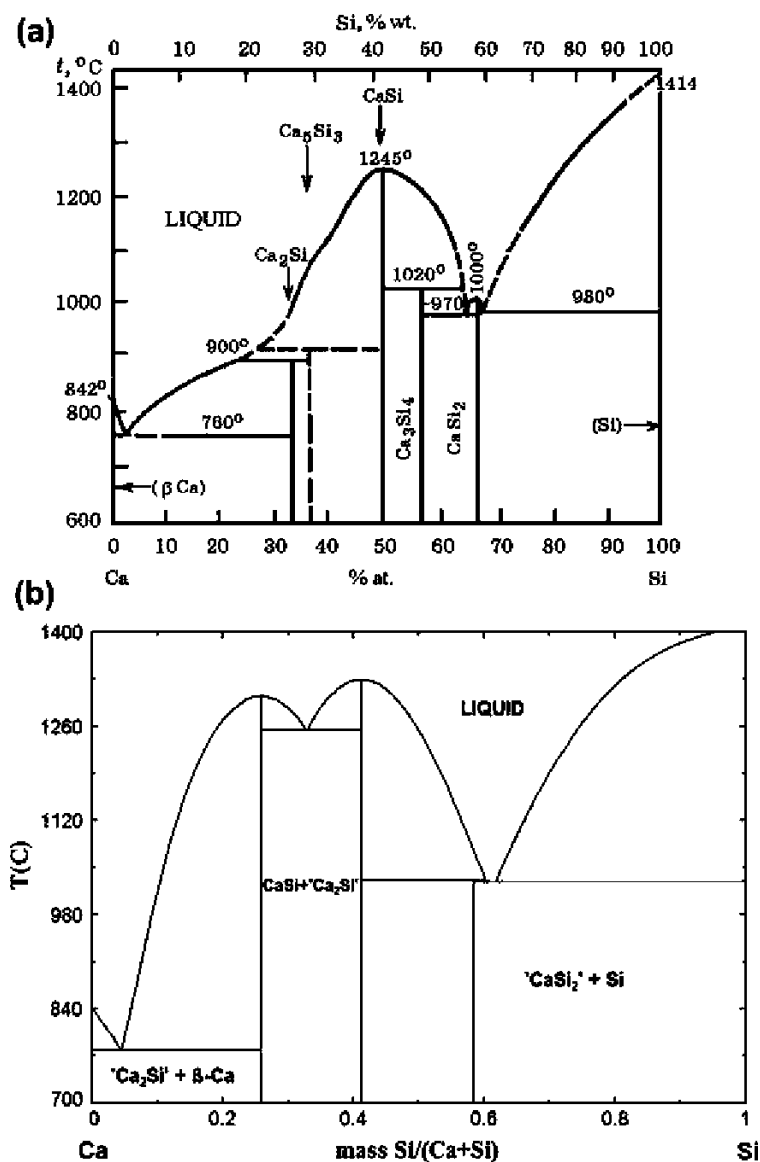 (a)
Si, % wt.
0 10 20 30 40 50 60 70 80 90 100
t, °C
1400
1200
1000
800
600
1414
CaSi
Ca5Si3
1245°
LIQUID
Ca2Si
1020°
1000°
970
980°
900°
842°
760°
Ca3Si4
CaSi2
(Si)
(β Ca)
0 10 20 30 40 50 60 70 80 90 100
Ca % at. Si
(b)
T(C)
1400
1260
1120
980
840
700
LIQUID
CaSi+"Ca2Si"
"CaSi2" + Si
"Ca2Si" + ß-Ca
0 0.2 0.4 0.6 0.8 1
Ca mass Si/(Ca+Si) Si